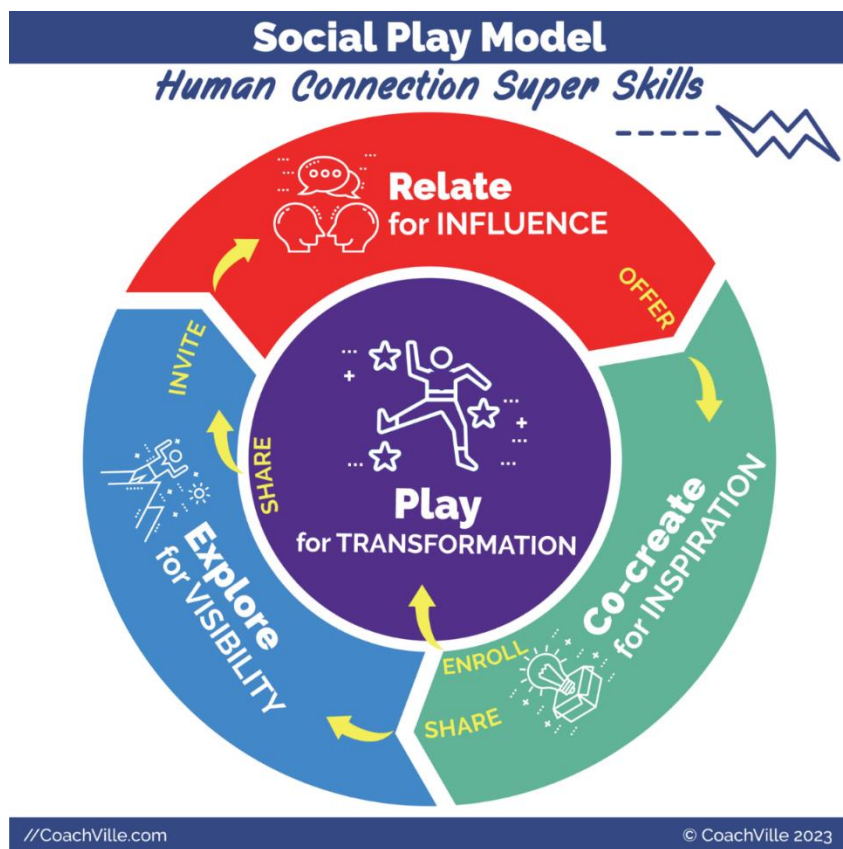 Social Play Model
Human Connection Super Skills
Relate
for INFLUENCE
OFFER
INVITE
SHARE
Play
for TRANSFORMATION
Explore
for VISIBILITY
Co-create
for INSPIRATION
ENROLL
SHARE
//CoachVille.com
© CoachVille 2023